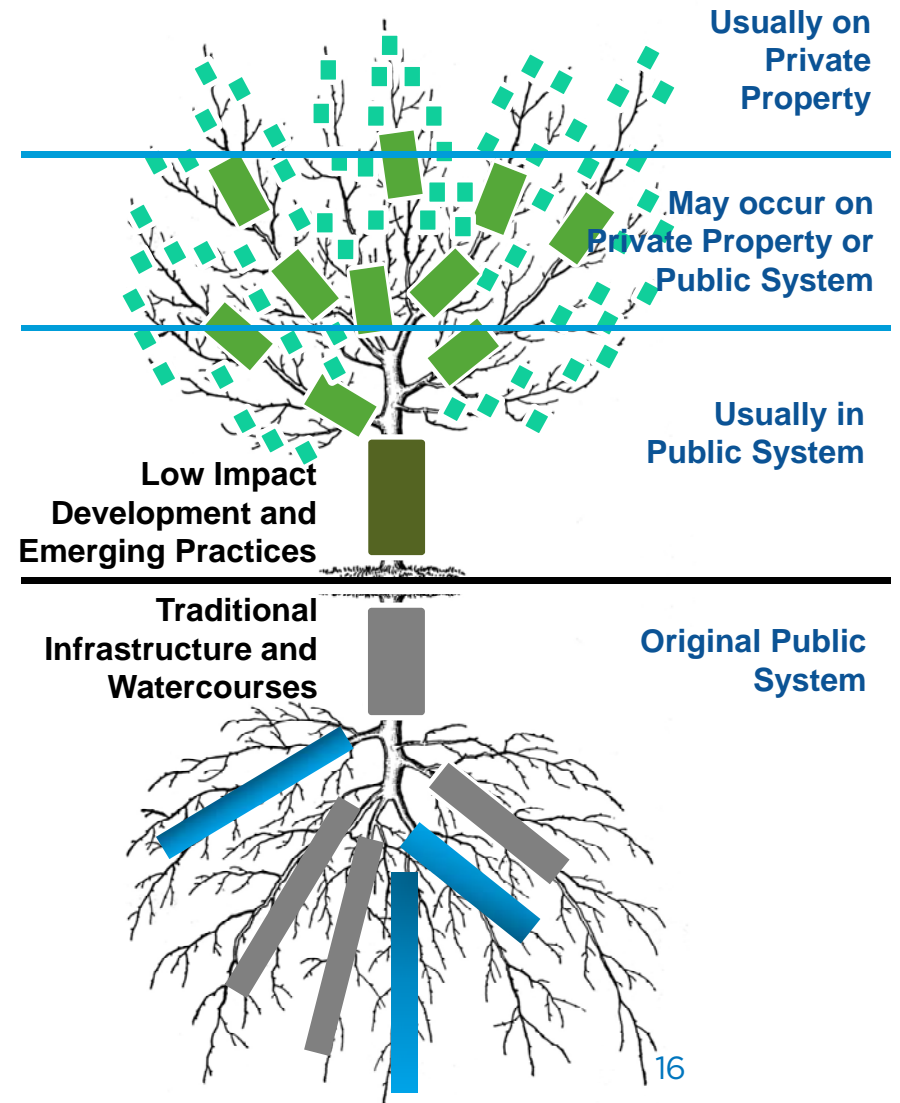 Usually on
Private
Property
May occur on
Private Property or
Public System
Usually in
Public System
Low Impact
Development and
Emerging Practices
Traditional
Infrastructure and
Watercourses
Original Public
System
16